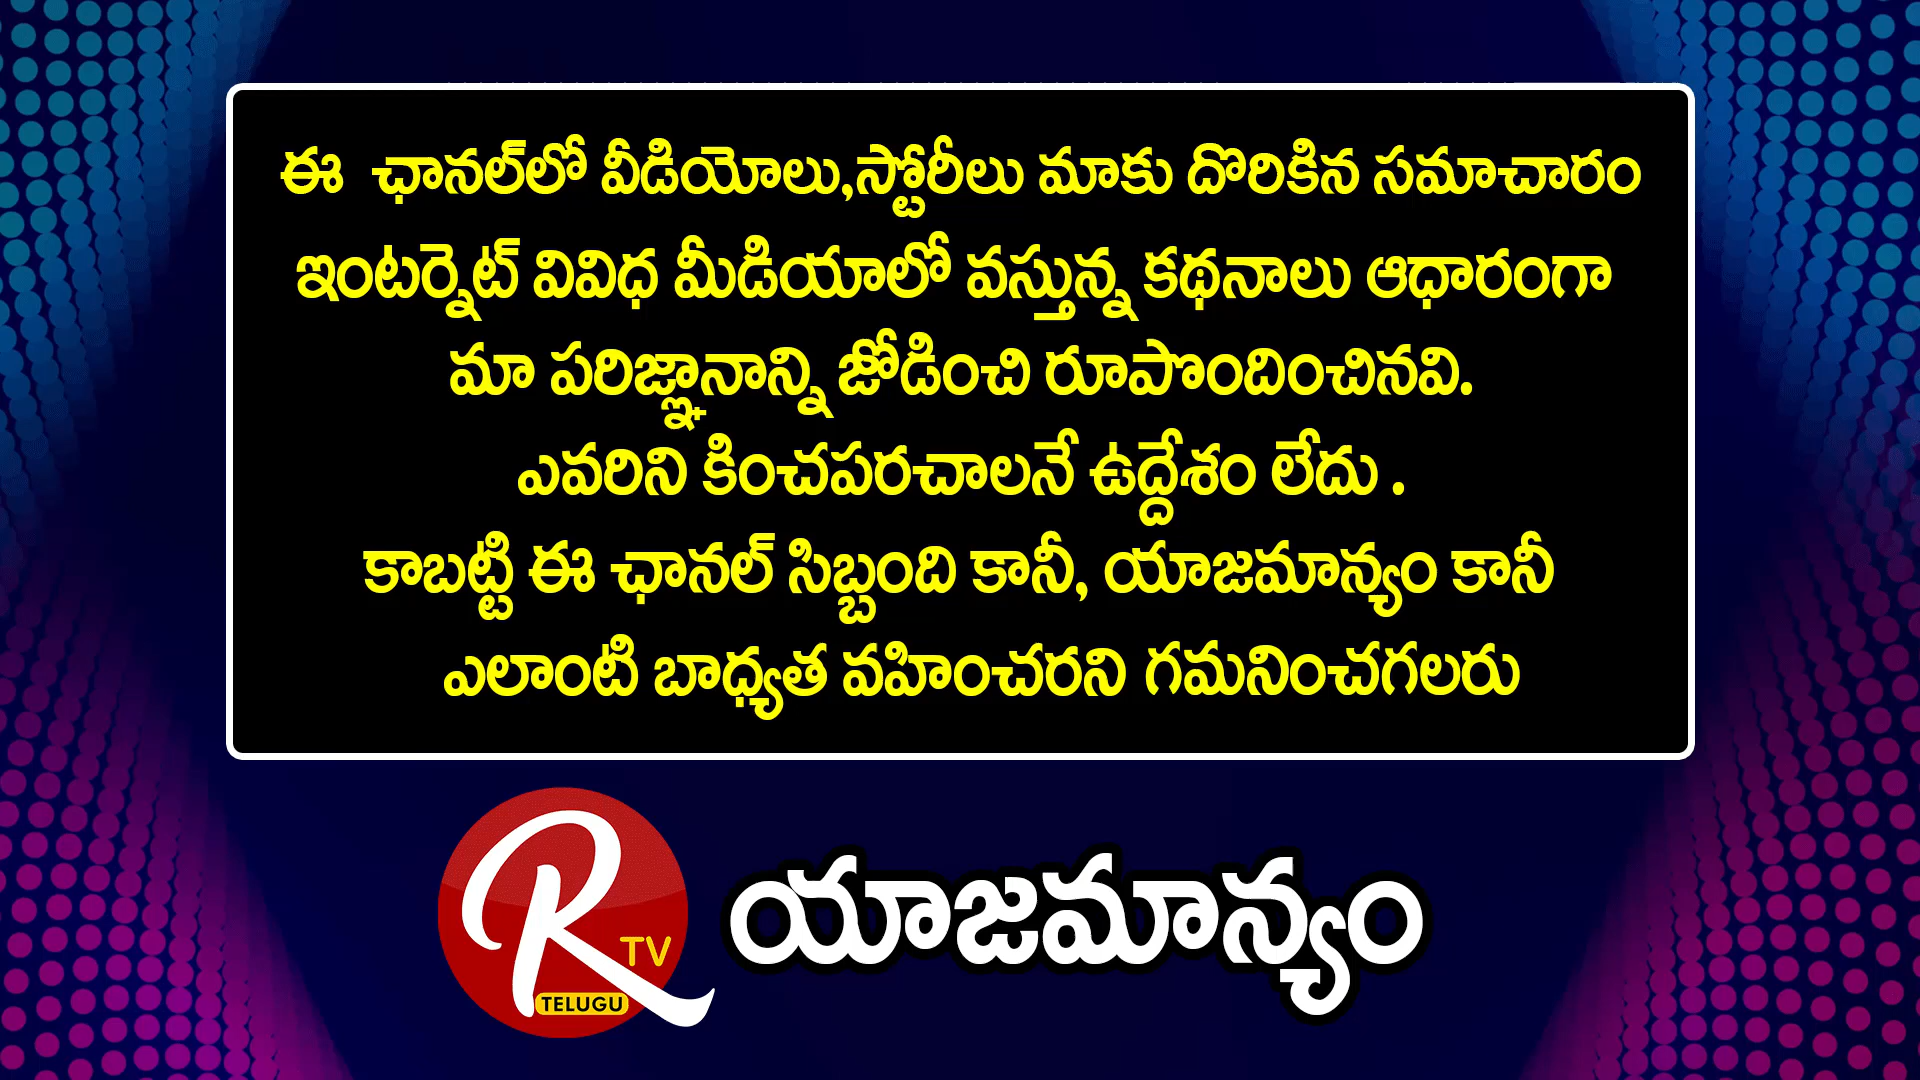 ఈ ఛానల్‌లో వీడియోలు,స్టోరీలు మాకు దొరికిన సమాచారం
ఇంటర్నెట్ వివిధ మీడియాలో వస్తున్న కథనాలు ఆధారంగా
మా పరిజ్ఞానాన్ని జోడించి రూపొందించినవి.
ఎవరిని కించపరచాలనే ఉద్దేశం లేదు .
కాబట్టి ఈ ఛానల్ సిబ్బంది కానీ, యాజమాన్యం కానీ
ఎలాంటి బాధ్యత వహించరని గమనించగలరు
R TV
TELUGU
యాజమాన్యం